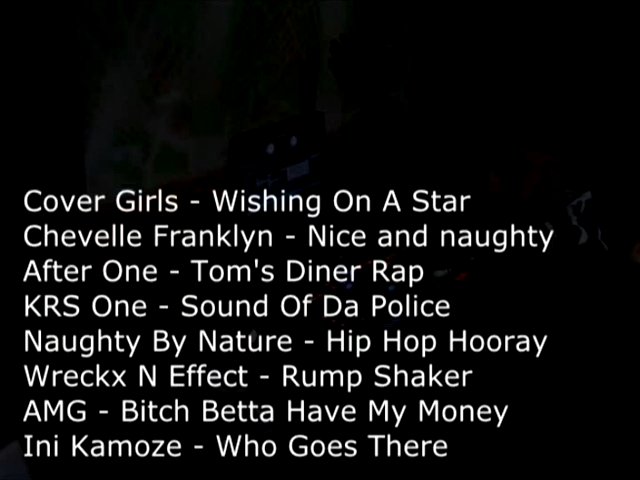 Cover Girls - Wishing On A Star
Chevelle Franklyn - Nice and naughty
After One - Tom's Diner Rap
KRS One - Sound Of Da Police
Naughty By Nature - Hip Hop Hooray
Wreckx N Effect - Rump Shaker
AMG - Bitch Betta Have My Money
Ini Kamoze - Who Goes There